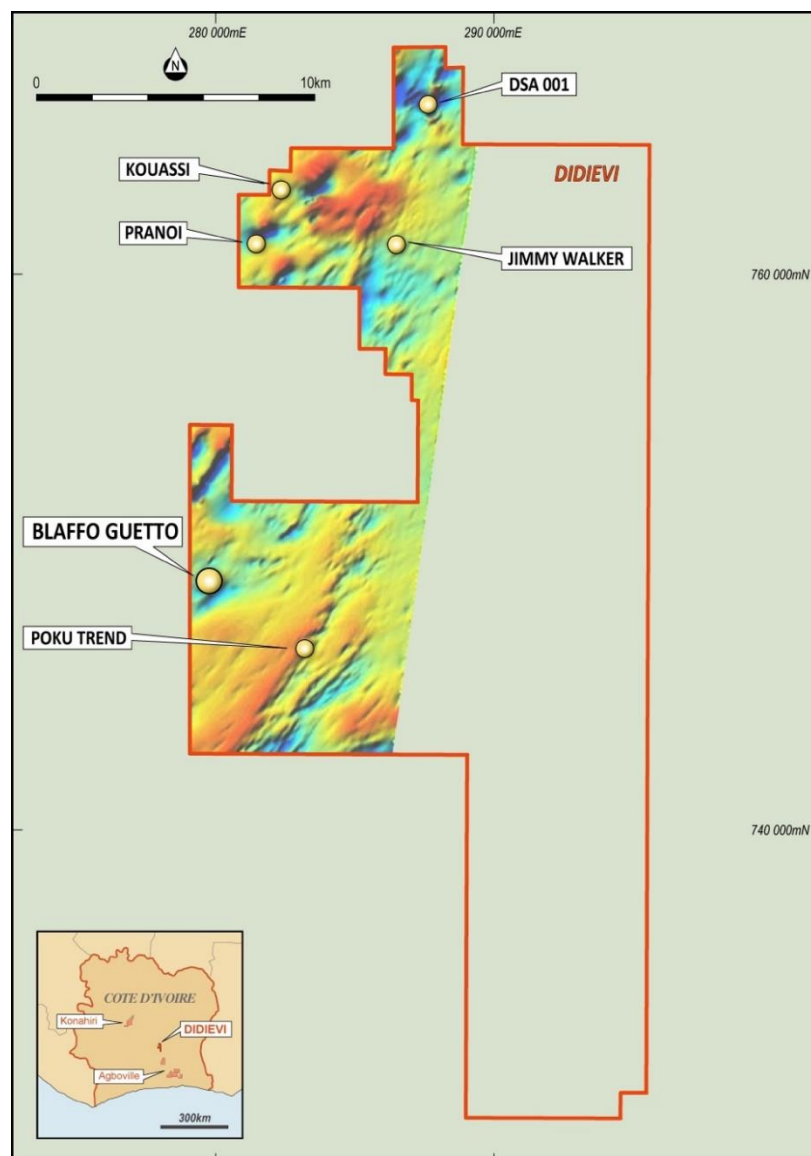 280 000mE
290 000mE
N
0
10km
DSA 001
KOUASSI
DIDIEVI
PRANOI
JIMMY WALKER
760 000mN
BLAFFO GUETTO
POKU TREND
740 000mN
COTE D'IVOIRE
Konahiri
DIDIEVI
Agboville
300km